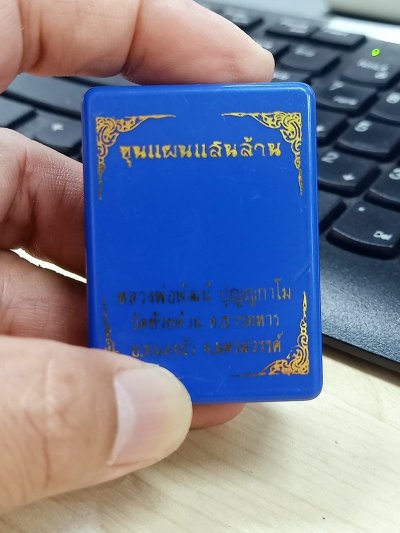 ขุนแผนแสนล้าน
หลวงพ่อพัฒน์ ปุญญกาโม
วัดห้วยด้วน ต.ธารทหาร
อ.หนองบัว จ.นครสวรรค์